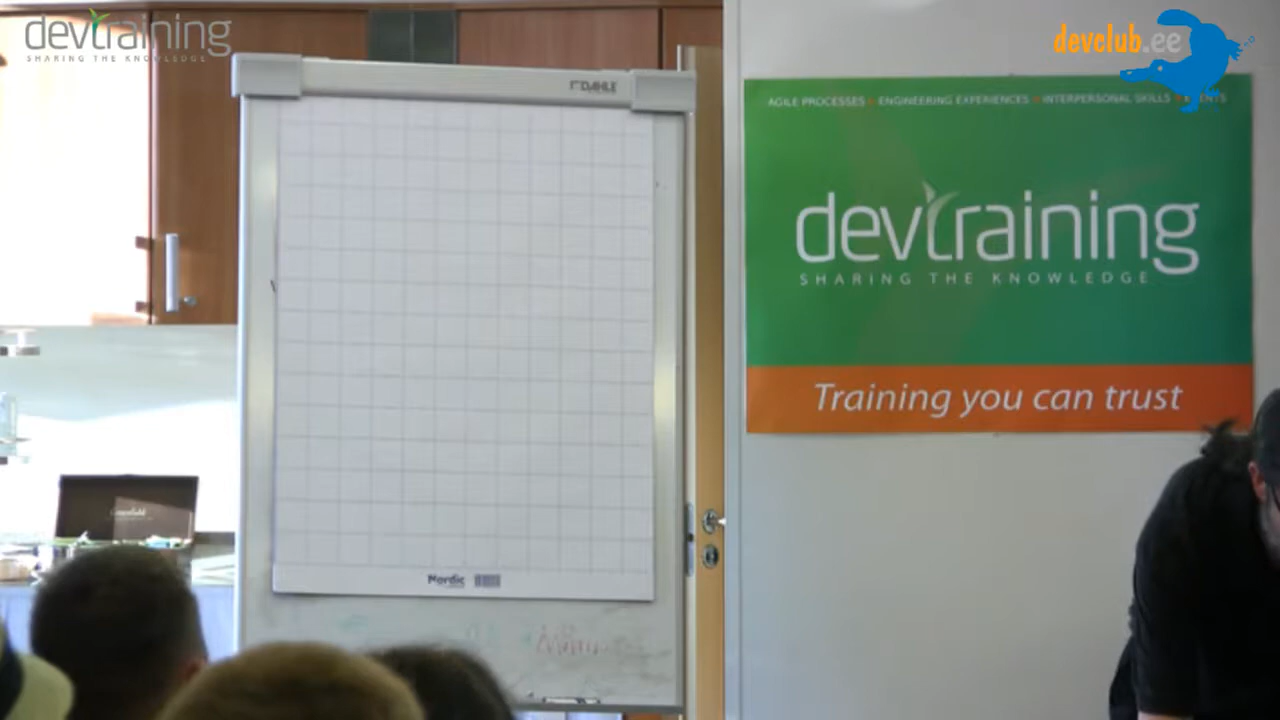 devtraining
SHARING THE KNOWLEDGE
devclub.ee
DAHLE
AGILE PROCESSES ENGINEERING EXPERIENCES INTERPERSONAL SKILLS
devtraining
SHARING THE KNOWLEDGE
Training you can trust
Nordic